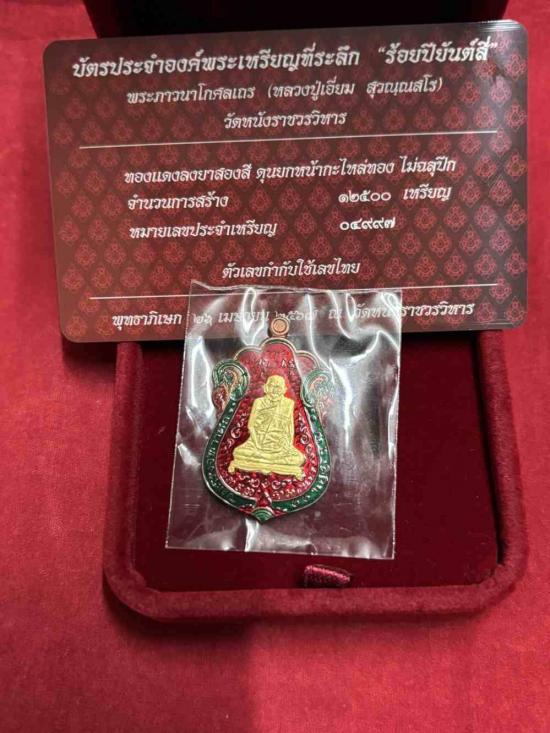 บัตรประจำองค์พระเหรียญที่ระลึก "ร้อยปียันต์สี่"
พระภาวนาโกศลเถร (หลวงปู่เอี่ยม สุวณฺณสโร)
วัดหนังราชวรวิหาร
ทองแดงลงยาสองสี ดุนยกหน้ากะไหล่ทอง ไม่ฉลุปีก
จำนวนการสร้าง ๑๒๕๐๐ เหรียญ
หมายเลขประจำเหรียญ ๐๔๙๙๗
ตัวเลขกำกับใช้เลขไทย
พุทธาภิเษก ๒๖ เมษายน ๒๕๖๗ ณ วัดหนังราชวรวิหาร